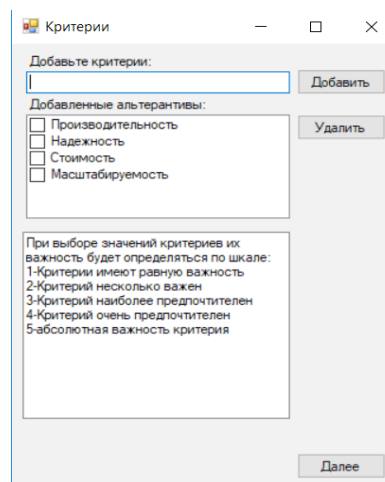 Критерии
Добавьте критерии:
Добавить
Добавленные альтерантивы:
Производительность
Удалить
Надежность
Стоимость
Масштабируемость
При выборе значений критериев их
важность будет определяться по шкале:
1-Критерии имеют равную важность
2-Критерий несколько важен
3-Критерий наиболее предпочтителен
4-Критерий очень предпочтителен
5-абсолютная важность критерия
Далее